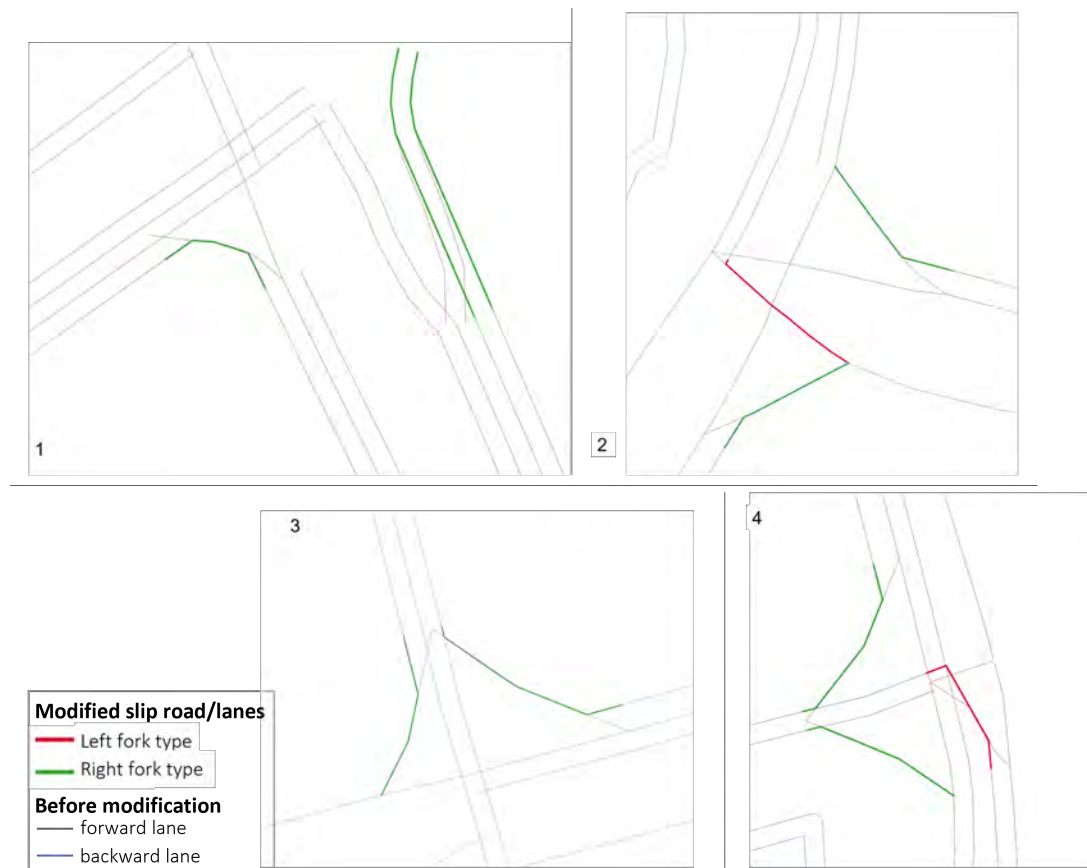 1
2
3
4
Modified slip road/lanes
Left fork type
Right fork type
Before modification
forward lane
backward lane